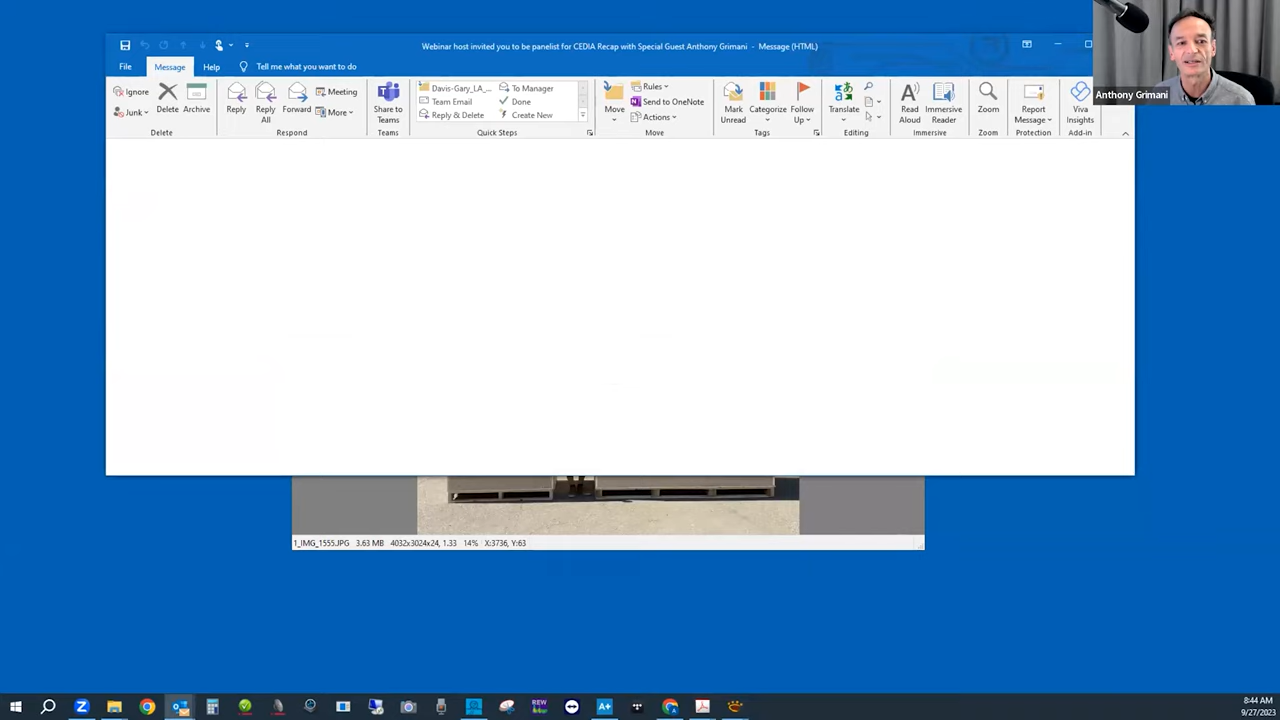 Webinar host invited you to be panelist for CEDIA Recap with Special Guest Anthony Grimani - Message (HTML)
File Message Help Tell me what you want to do
Ignore
Junk
Delete
Archive
Delete
Reply
Reply All
Forward
Meeting
More
Respond
Share to Teams
Teams
Davis-Gary_LA_... To Manager
Team Email Done
Reply & Delete Create New
Quick Steps
Move
Rules
Send to OneNote
Actions
Move
Mark Unread
Categorize
Follow Up
Tags
Translate
Editing
Read Aloud
Immersive Reader
Immersive
Zoom
Zoom
Report Message
Protection
Viva Insights
Add-in
Anthony Grimani
1_IMG_1555.JPG 3.63 MB 4032x3024x24, 1.33 14% X:3736, Y:63
REW
A+
8:44 AM
9/27/2023